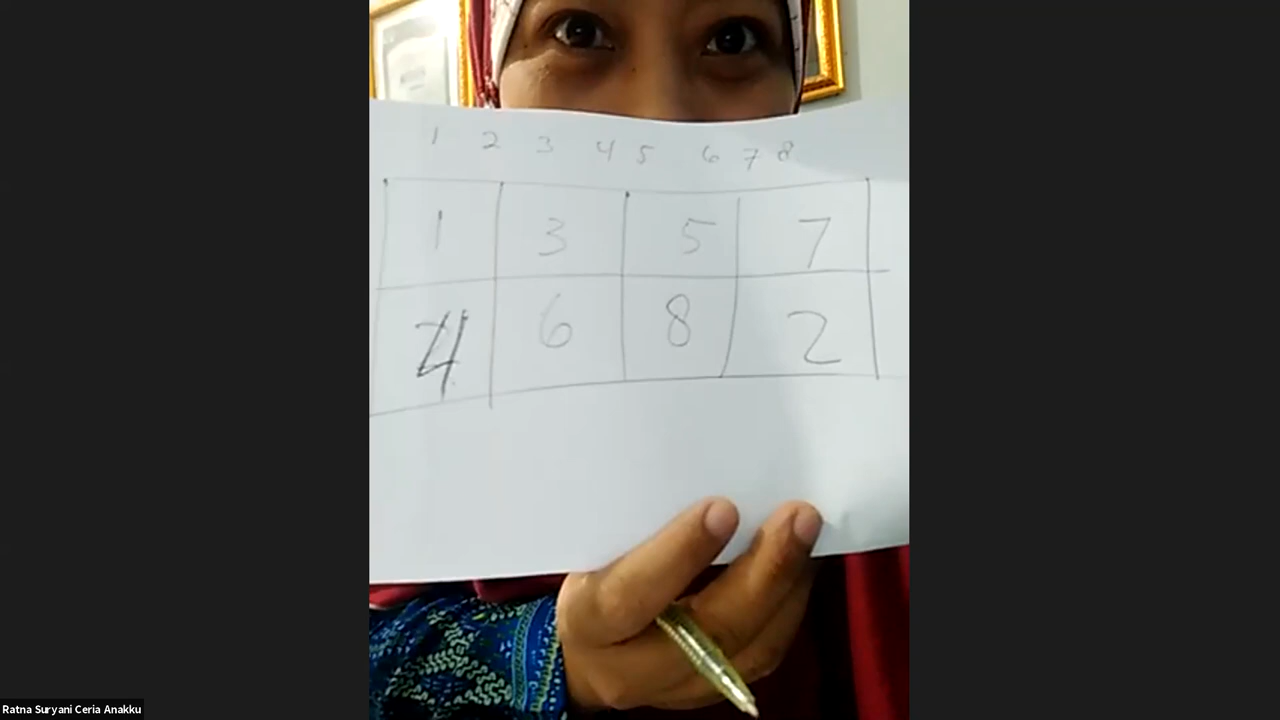 1 2 3 4 5 6 7 8
1 3 5 7
4 6 8 2
Ratna Suryani Ceria Anakku